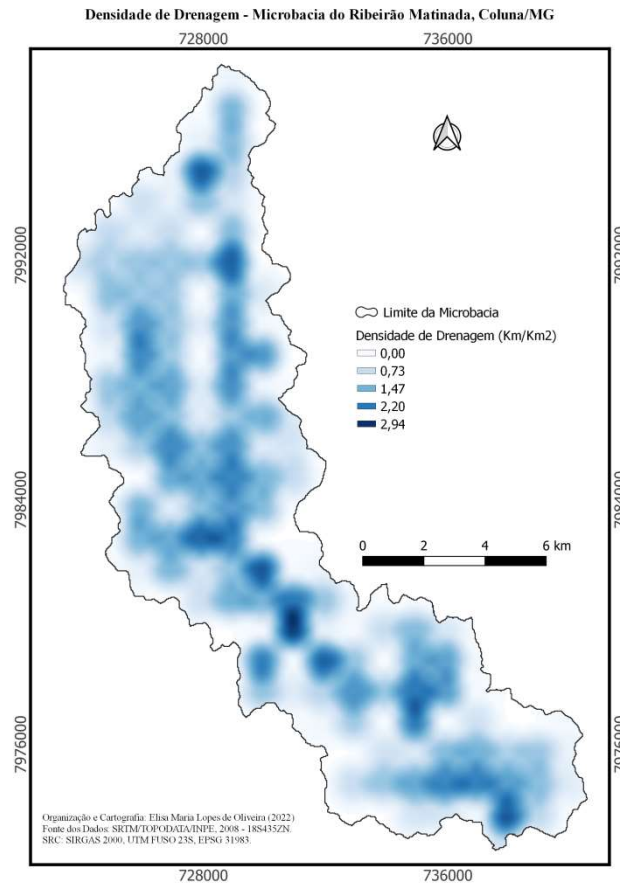 Densidade de Drenagem - Microbacia do Ribeirão Matinada, Coluna/MG
728000 736000
7992000 7992000
Limite da Microbacia
Densidade de Drenagem (Km/Km2)
0,00
0,73
1,47
2,20
2,94
7984000 7984000
0 2 4 6 km
7976000 7976000
Organização e Cartografia: Elisa Maria Lopes de Oliveira (2022)
Fonte dos Dados: SRTM/TOPODATA/INPE, 2008 - 18S435ZN.
SRC: SIRGAS 2000, UTM FUSO 23S, EPSG 31983.
728000 736000